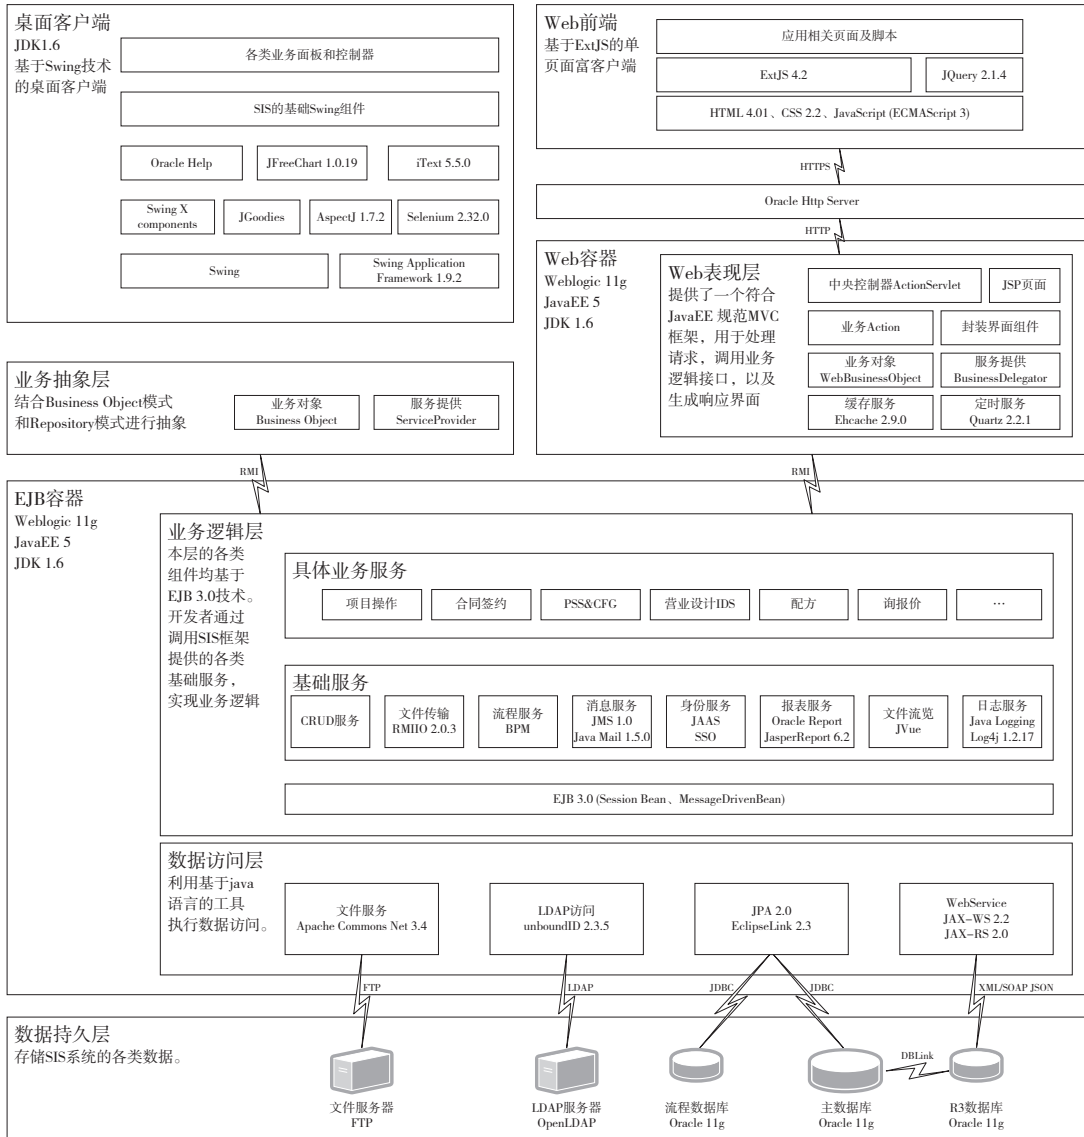 桌面客户端
JDK1.6
基于Swing技术
的桌面客户端
各类业务面板和控制器
SIS的基础Swing组件
Oracle Help
JFreeChart 1.0.19
iText 5.5.0
Swing X
components
JGoodies
AspectJ 1.7.2
Selenium 2.32.0
Swing
Swing Application
Framework 1.9.2
Web前端
基于ExtJS的单
页面富客户端
应用相关页面及脚本
ExtJS 4.2
JQuery 2.1.4
HTML 4.01、CSS 2.2、JavaScript (ECMAScript 3)
HTTPS
Oracle Http Server
HTTP
Web容器
Weblogic 11g
JavaEE 5
JDK 1.6
Web表现层
提供了一个符合
JavaEE 规范MVC
框架，用于处理
请求，调用业务
逻辑接口，以及
生成响应界面
中央控制器ActionServlet
JSP页面
业务Action
封装界面组件
业务对象
WebBusinessObject
服务提供
BusinessDelegator
缓存服务
Ehcache 2.9.0
定时服务
Quartz 2.2.1
业务抽象层
结合Business Object模式
和Repository模式进行抽象
业务对象
Business Object
服务提供
ServiceProvider
RMI
RMI
EJB容器
Weblogic 11g
JavaEE 5
JDK 1.6
业务逻辑层
本层的各类
组件均基于
EJB 3.0技术。
开发者通过
调用SIS框架
提供的各类
基础服务，
实现业务逻辑
具体业务服务
项目操作
合同签约
PSS&CFG
营业设计IDS
配方
询报价
…
基础服务
CRUD服务
文件传输
RMIIO 2.0.3
流程服务
BPM
消息服务
JMS 1.0
Java Mail 1.5.0
身份服务
JAAS
SSO
报表服务
Oracle Report
JasperReport 6.2
文件流览
JVue
日志服务
Java Logging
Log4j 1.2.17
EJB 3.0 (Session Bean、MessageDrivenBean)
数据访问层
利用基于java
语言的工具
执行数据访问。
文件服务
Apache Commons Net 3.4
LDAP访问
unboundID 2.3.5
JPA 2.0
EclipseLink 2.3
WebService
JAX-WS 2.2
JAX-RS 2.0
FTP
LDAP
JDBC
JDBC
XML/SOAP JSON
数据持久层
存储SIS系统的各类数据。
DBLink
文件服务器
FTP
LDAP服务器
OpenLDAP
流程数据库
Oracle 11g
主数据库
Oracle 11g
R3数据库
Oracle 11g